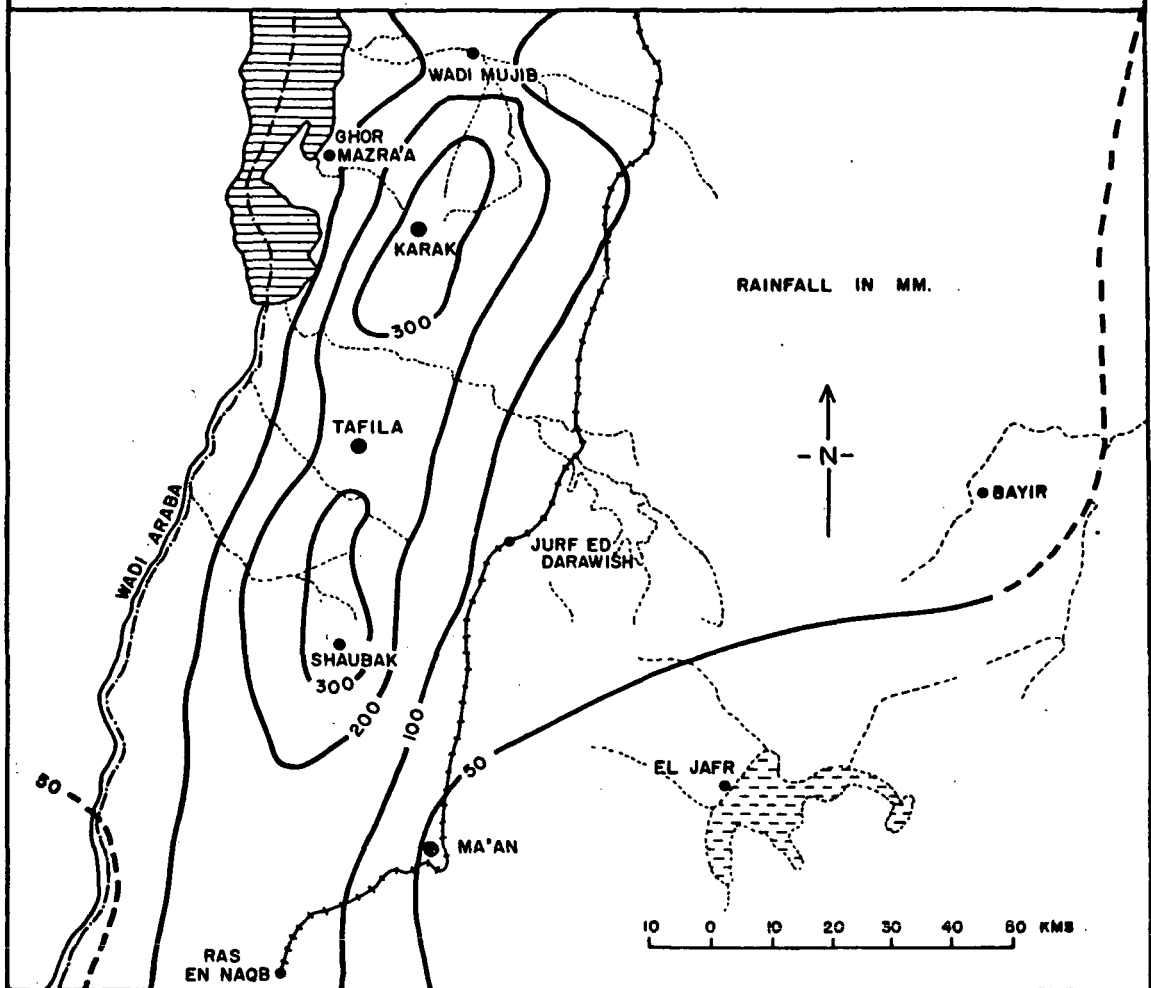 WADI MUJIB
GHOR
MAZRA'A
KARAK
RAINFALL IN MM.
300
TAFILA
-N-
BAYIR
WADI ARABA
JURF ED
DARAWISH
SHAUBAK
300
200
100
50
50
EL JAFR
MA'AN
RAS
EN NAQB
10 0 10 20 30 40 60 KMS